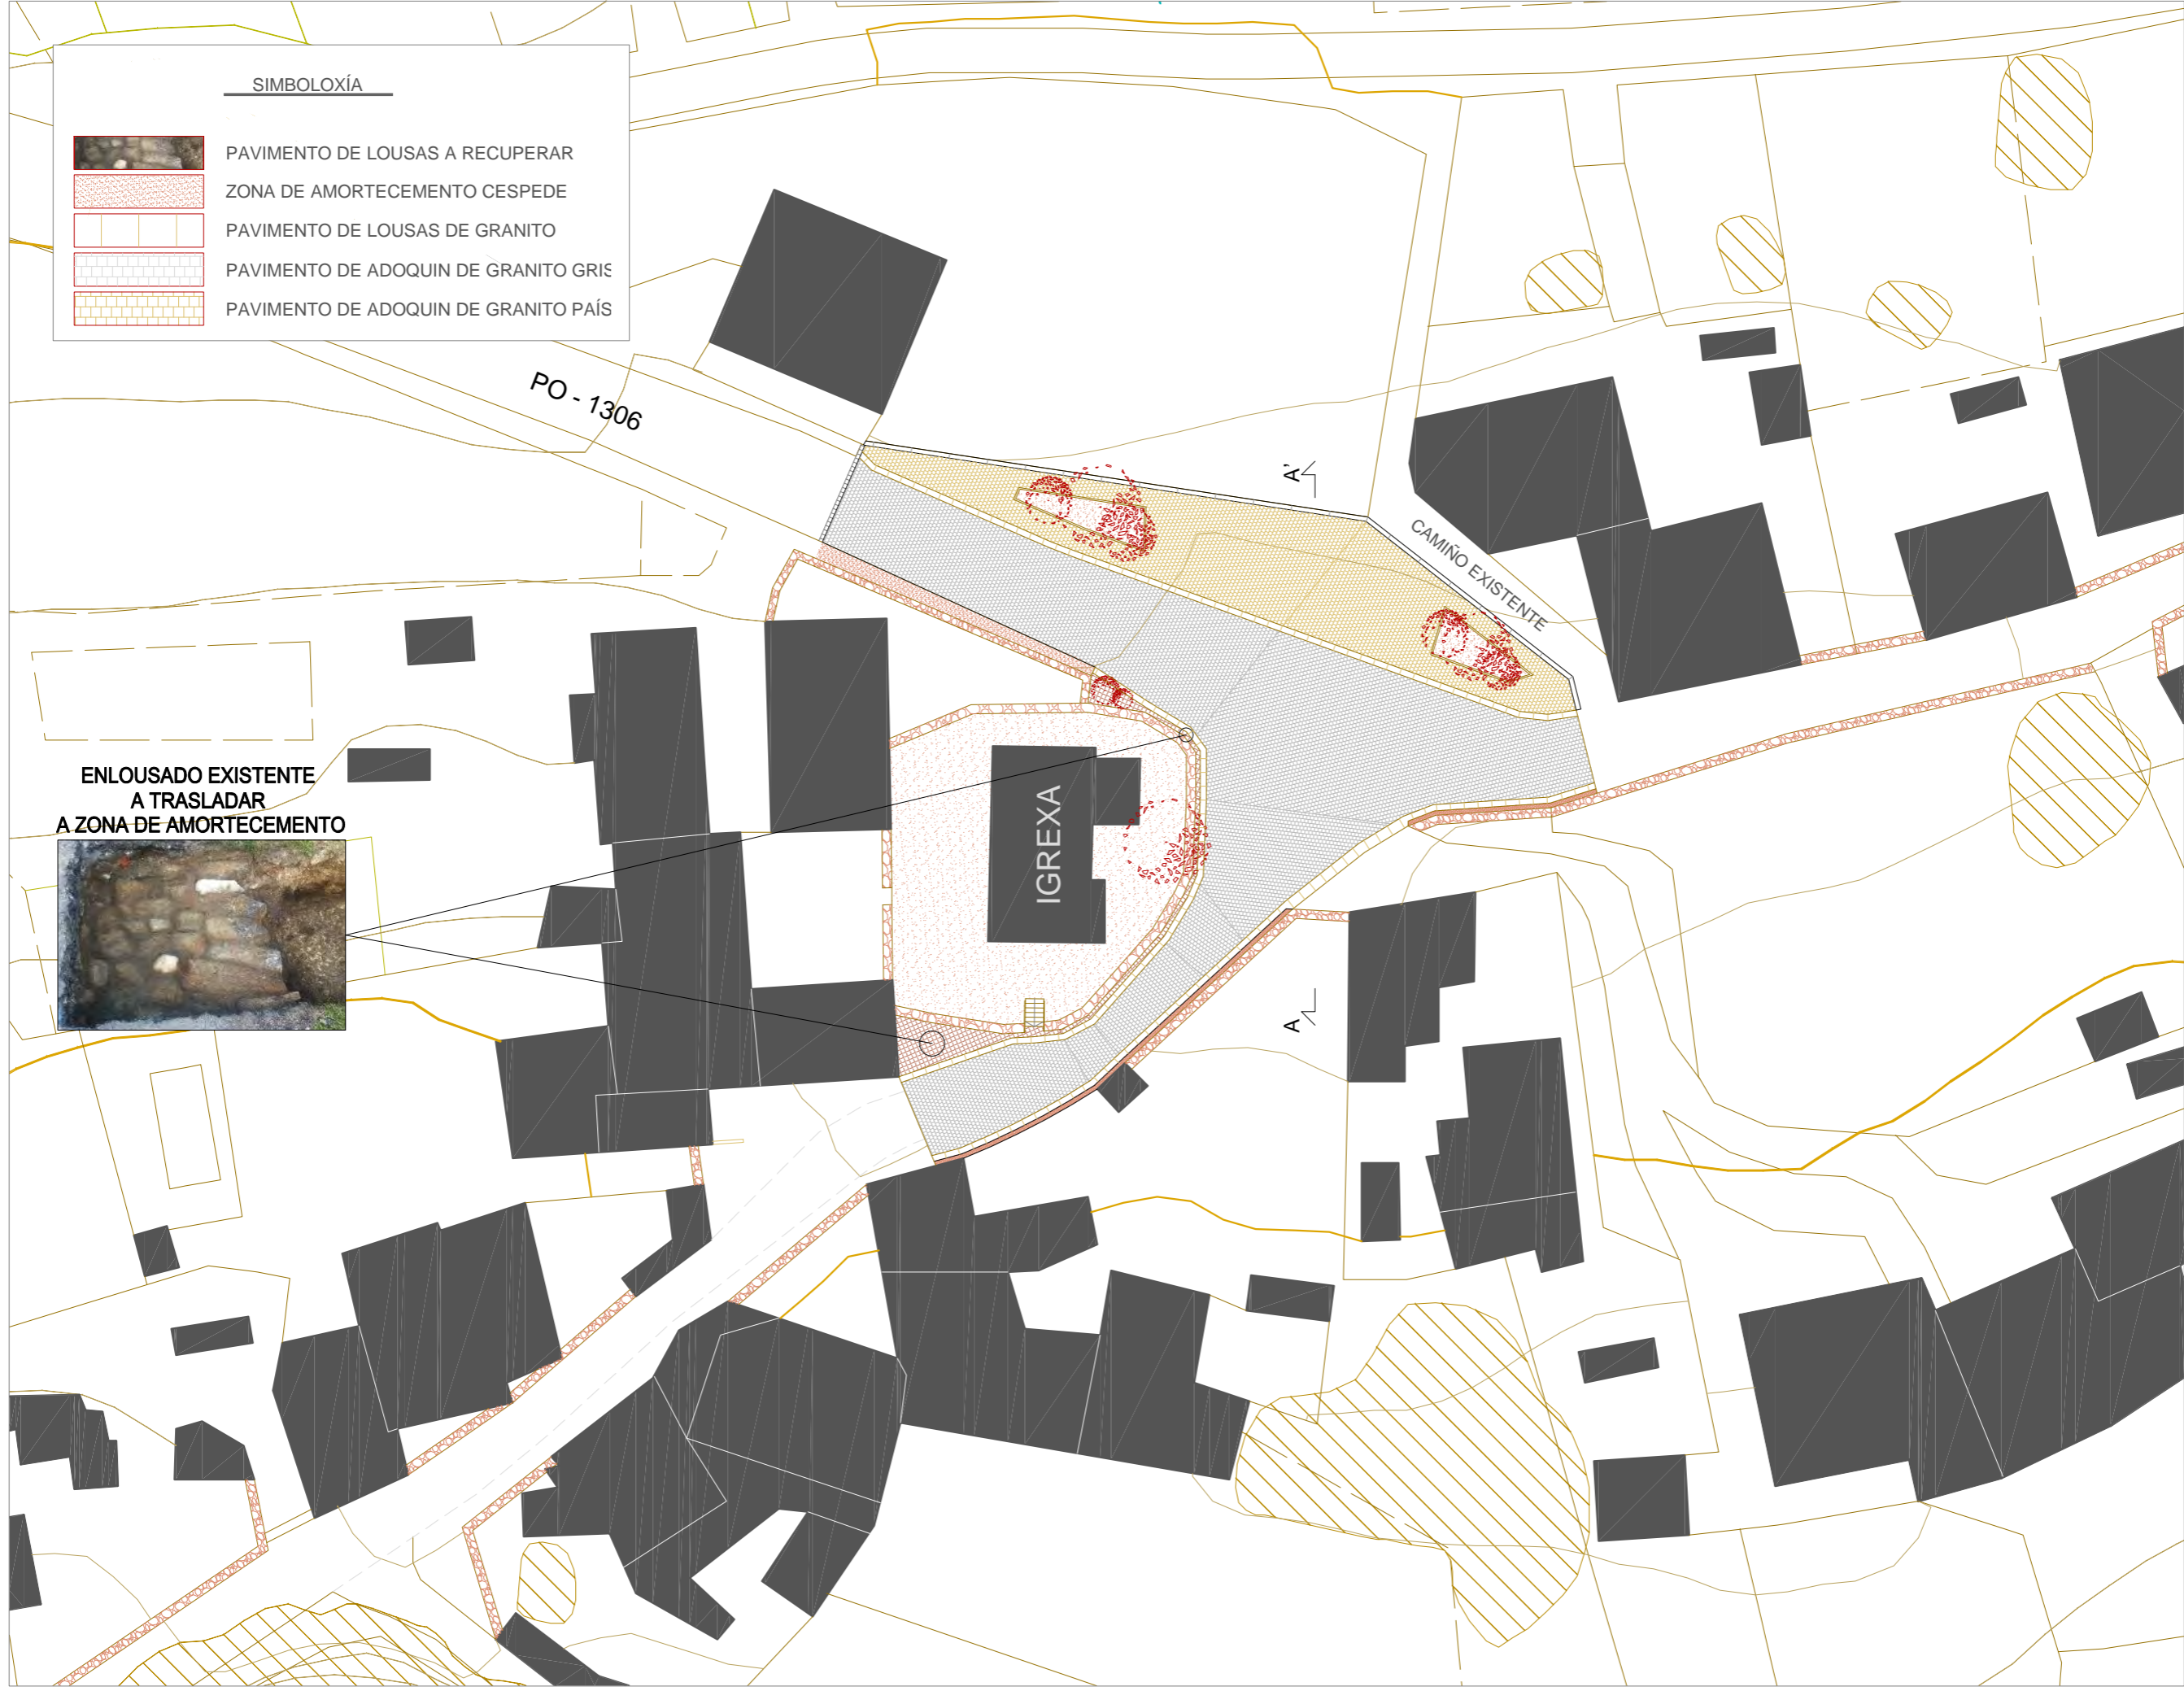 SIMBOLOXÍA
PAVIMENTO DE LOUSAS A RECUPERAR
ZONA DE AMORTECEMENTO CESPEDE
PAVIMENTO DE LOUSAS DE GRANITO
PAVIMENTO DE ADOQUIN DE GRANITO GRIS
PAVIMENTO DE ADOQUIN DE GRANITO PAÍS
PO - 1306
A'
CAMIÑO EXISTENTE
ENLOUSADO EXISTENTE
A TRASLADAR
A ZONA DE AMORTECEMENTO
IGREXA
A